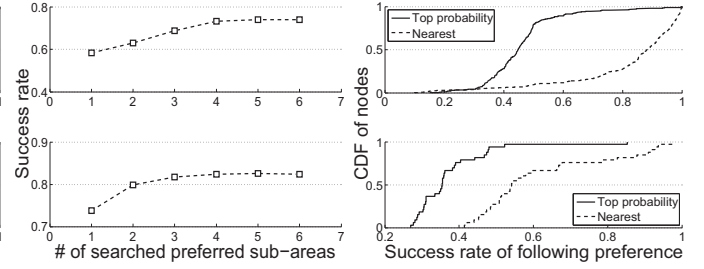 0.8
0.6
0.4
0 1 2 3 4 5 6 7
0.9
0.8
0.7
0 1 2 3 4 5 6 7
Success rate
# of searched preferred sub−areas
1
0.5
0
0 0.2 0.4 0.6 0.8 1
Top probability
Nearest
1
0.5
0
0.2 0.4 0.6 0.8 1
Top probability
Nearest
CDF of nodes
Success rate of following preference